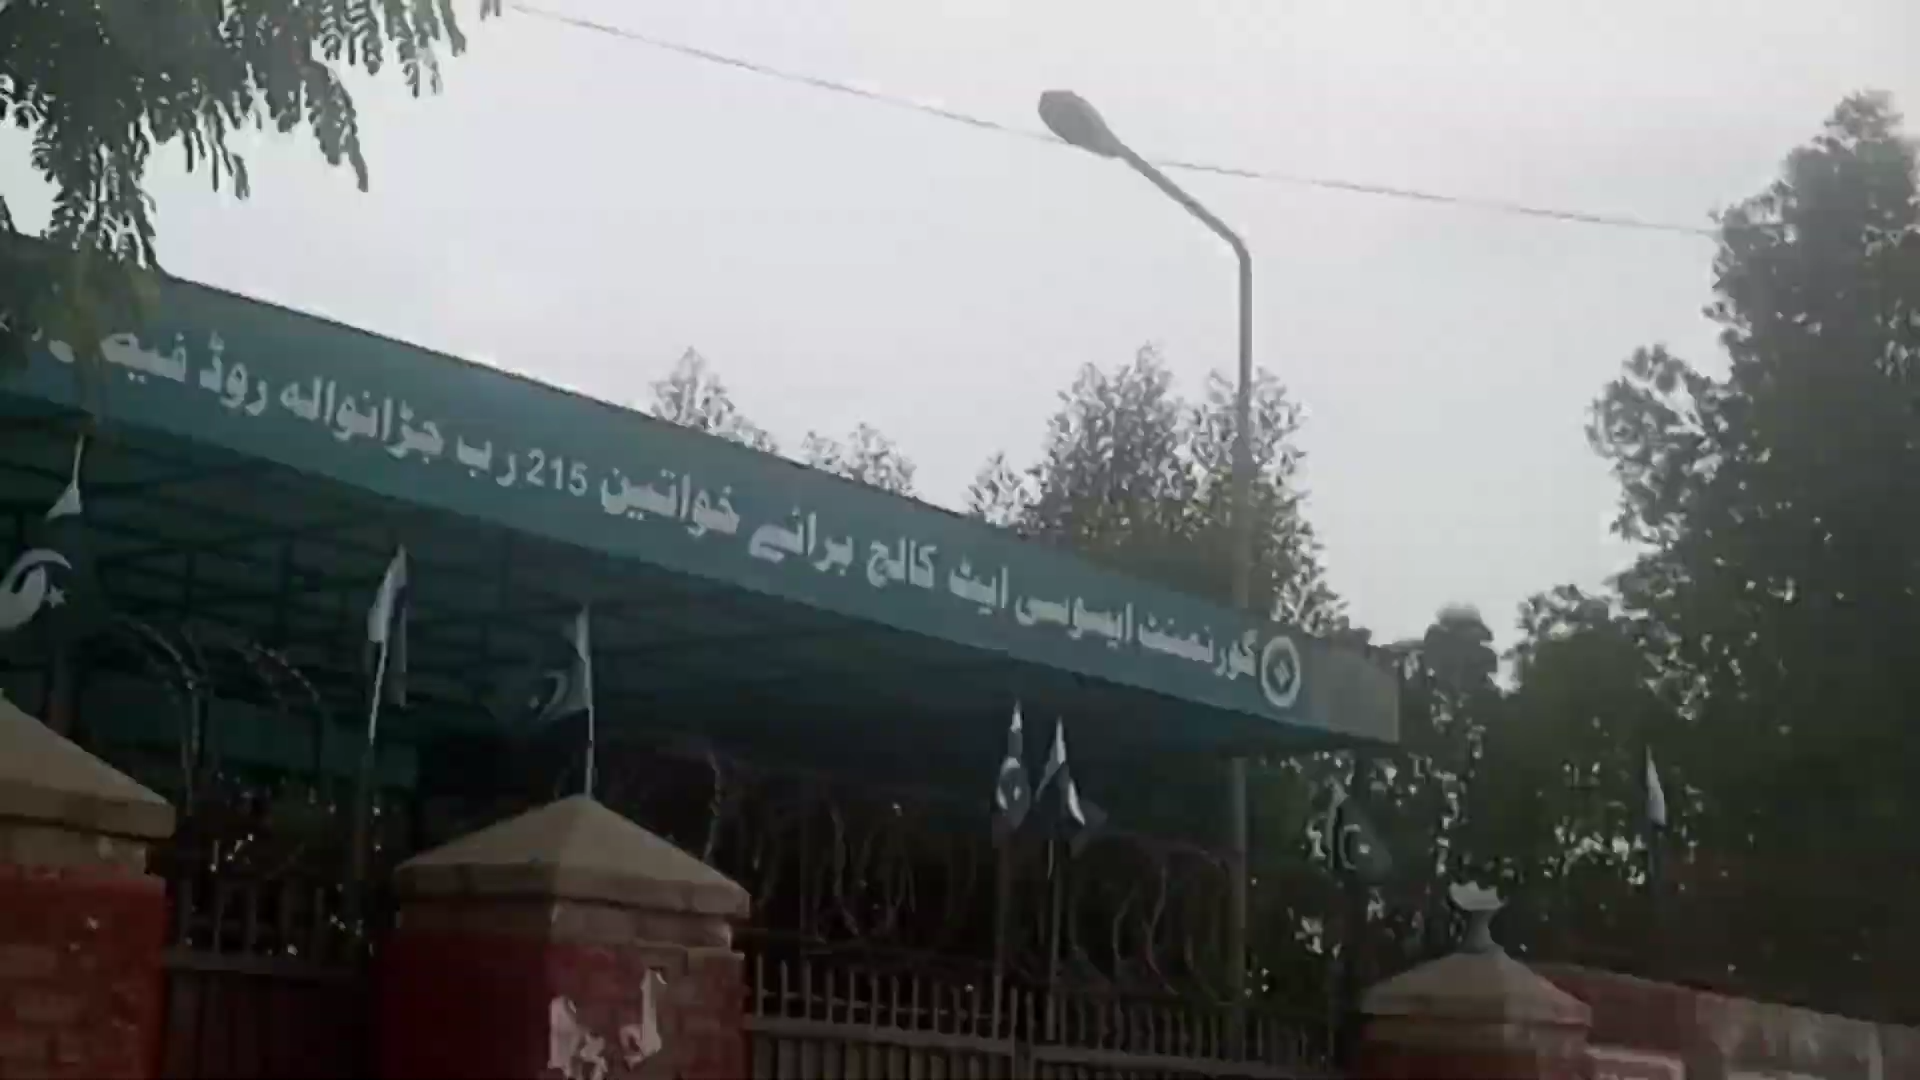 گورنمنٹ ایسوسی ایٹ کالج برائے خواتین 215 رب جڑانوالہ روڈ